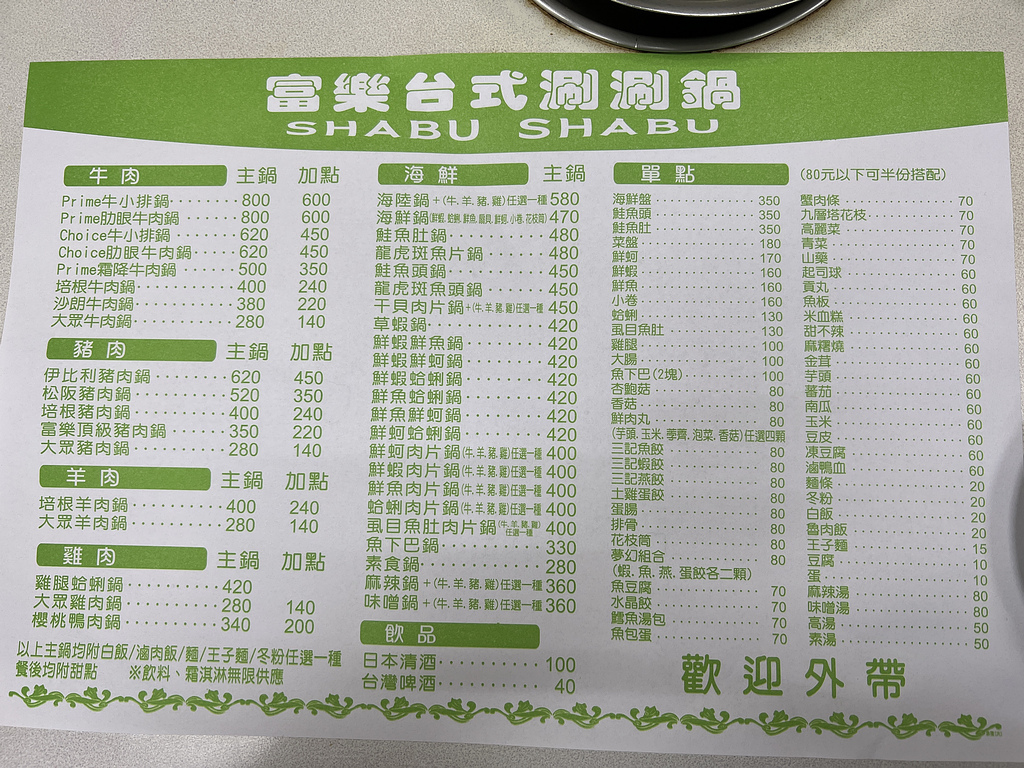 富樂台式涮涮鍋
SHABU SHABU
牛肉 主鍋 加點
Prime牛小排鍋 800 600
Prime肋眼牛肉鍋 800 600
Choice牛小排鍋 620 450
Choice肋眼牛肉鍋 620 450
Prime霜降牛肉鍋 500 350
培根牛肉鍋 400 240
沙朗牛肉鍋 380 220
大眾牛肉鍋 280 140
豬肉 主鍋 加點
伊比利豬肉鍋 620 450
松阪豬肉鍋 520 350
培根豬肉鍋 400 240
富樂頂級豬肉鍋 350 220
大眾豬肉鍋 280 140
羊肉 主鍋 加點
培根羊肉鍋 400 240
大眾羊肉鍋 280 140
雞肉 主鍋 加點
雞腿蛤蜊鍋 420
大眾雞肉鍋 280 140
櫻桃鴨肉鍋 340 200
以上主鍋均附白飯/滷肉飯/麵/王子麵/冬粉任選一種
餐後均附甜點 ※飲料、霜淇淋無限供應
海鮮 主鍋
海陸鍋+(牛、羊、豬、雞)任選一種 580
海鮮鍋(鮮蝦、蛤蜊、鮮魚、扇貝、鮮蚵、小卷、花枝筒) 470
鮭魚肚鍋 480
龍虎斑魚片鍋 480
鮭魚頭鍋 450
龍虎斑魚頭鍋 450
干貝肉片鍋+(牛、羊、豬、雞)任選一種 450
草蝦鍋 420
鮮蝦鮮魚鍋 420
鮮蝦鮮蚵鍋 420
鮮蝦蛤蜊鍋 420
鮮魚蛤蜊鍋 420
鮮魚鮮蚵鍋 420
鮮蚵蛤蜊鍋 420
鮮蚵肉片鍋(牛、羊、豬、雞)任選一種 400
鮮蝦肉片鍋(牛、羊、豬、雞)任選一種 400
鮮魚肉片鍋(牛、羊、豬、雞)任選一種 400
蛤蜊肉片鍋(牛、羊、豬、雞)任選一種 400
虱目魚肚肉片鍋(牛、羊、豬、雞)任選一種 400
魚下巴鍋 330
素食鍋 280
麻辣鍋+(牛、羊、豬、雞)任選一種 360
味噌鍋+(牛、羊、豬、雞)任選一種 360
飲品
日本清酒 100
台灣啤酒 40
單點 (80元以下可半份搭配)
海鮮盤 350
鮭魚頭 350
鮭魚肚 350
菜盤 180
鮮蚵 170
鮮蝦 160
鮮魚 160
小卷 160
蛤蜊 130
虱目魚肚 130
雞腿 100
大腸 100
魚下巴(2塊) 100
杏鮑菇 80
香菇 80
鮮肉丸 80
(芋頭、玉米、荸薺、泡菜、香菇)任選四顆
三記魚餃 80
三記蝦餃 80
三記燕餃 80
土雞蛋餃 80
蛋腸 80
排骨 80
花枝筒 80
夢幻組合 80
(蝦、魚、燕、蛋餃各二顆)
魚豆腐 70
水晶餃 70
鱈魚湯包 70
魚包蛋 70
蟹肉條 70
九層塔花枝 70
高麗菜 70
青菜 70
山藥 70
起司球 60
貢丸 60
魚板 60
米血糕 60
甜不辣 60
麻糬燒 60
金茸 60
芋頭 60
蕃茄 60
南瓜 60
玉米 60
豆皮 60
凍豆腐 60
滷鴨血 60
麵條 20
冬粉 20
白飯 20
魯肉飯 20
王子麵 15
豆腐 10
蛋 10
麻辣湯 80
味噌湯 80
高湯 50
素湯 50
歡迎外帶